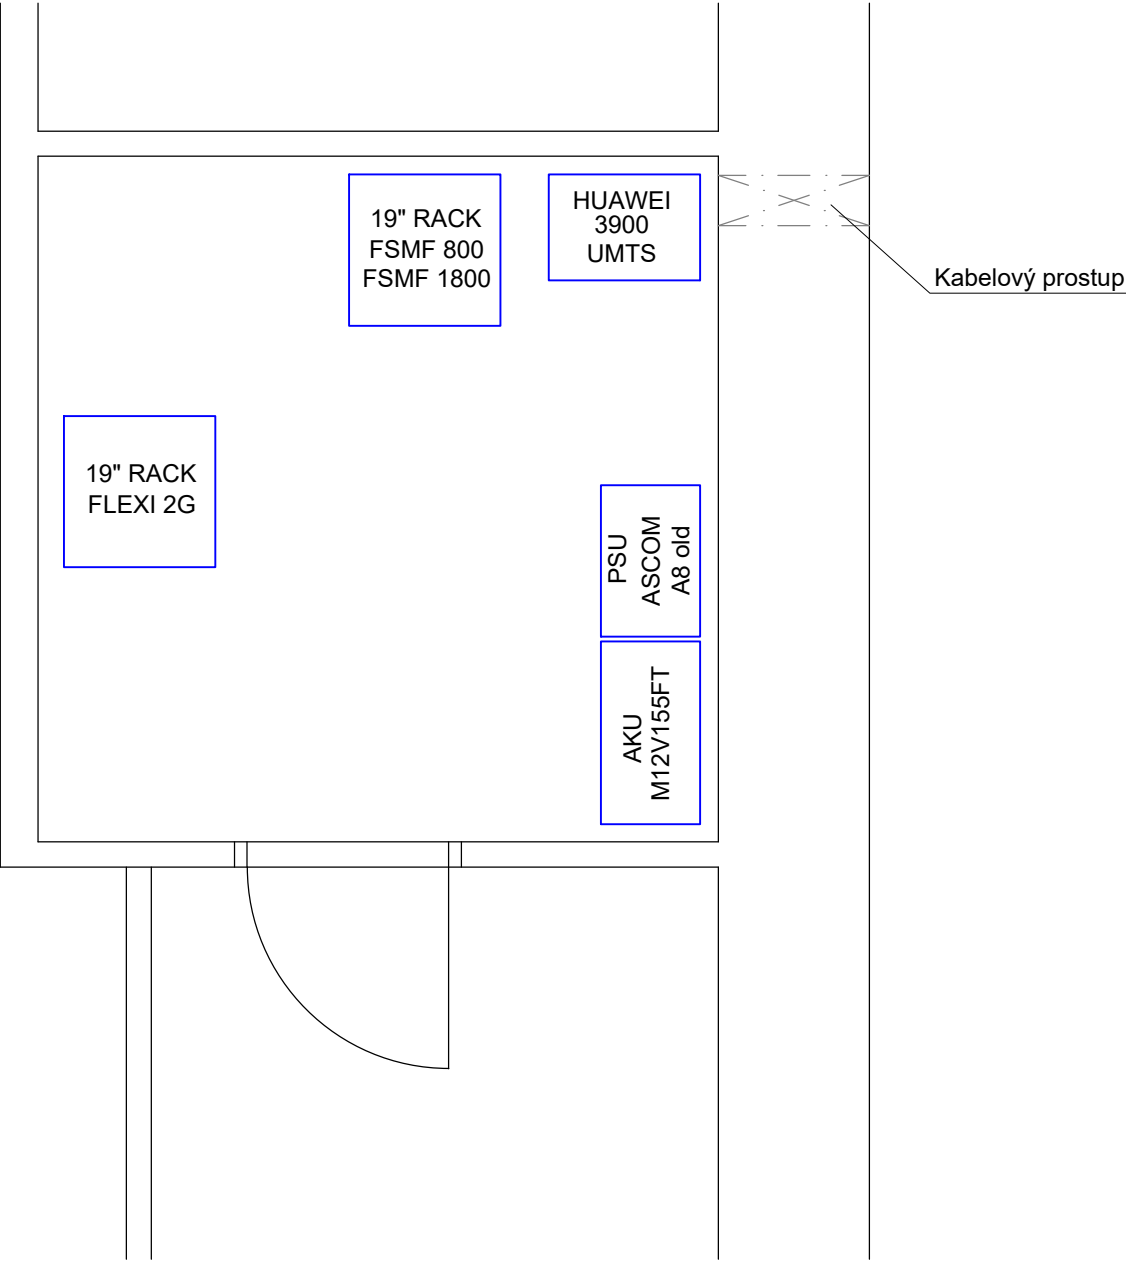 19" RACK
FSMF 800
FSMF 1800
HUAWEI
3900
UMTS
Kabelový prostup
19" RACK
FLEXI 2G
PSU
ASCOM
A8 old
AKU
M12V155FT